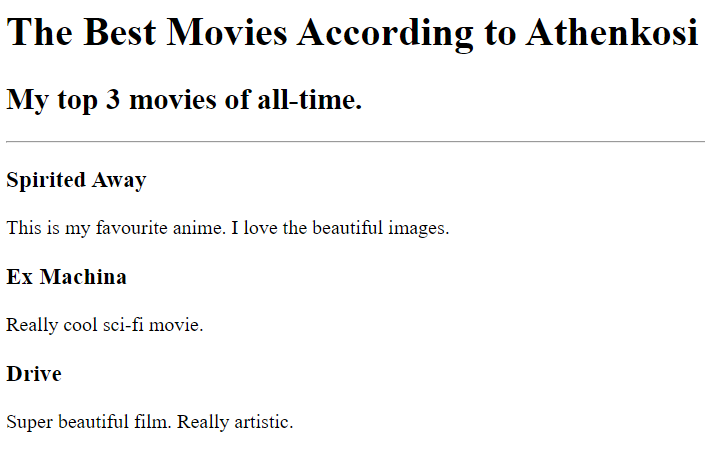 The Best Movies According to Athenkosi
My top 3 movies of all-time.
Spirited Away
This is my favourite anime. I love the beautiful images.
Ex Machina
Really cool sci-fi movie.
Drive
Super beautiful film. Really artistic.